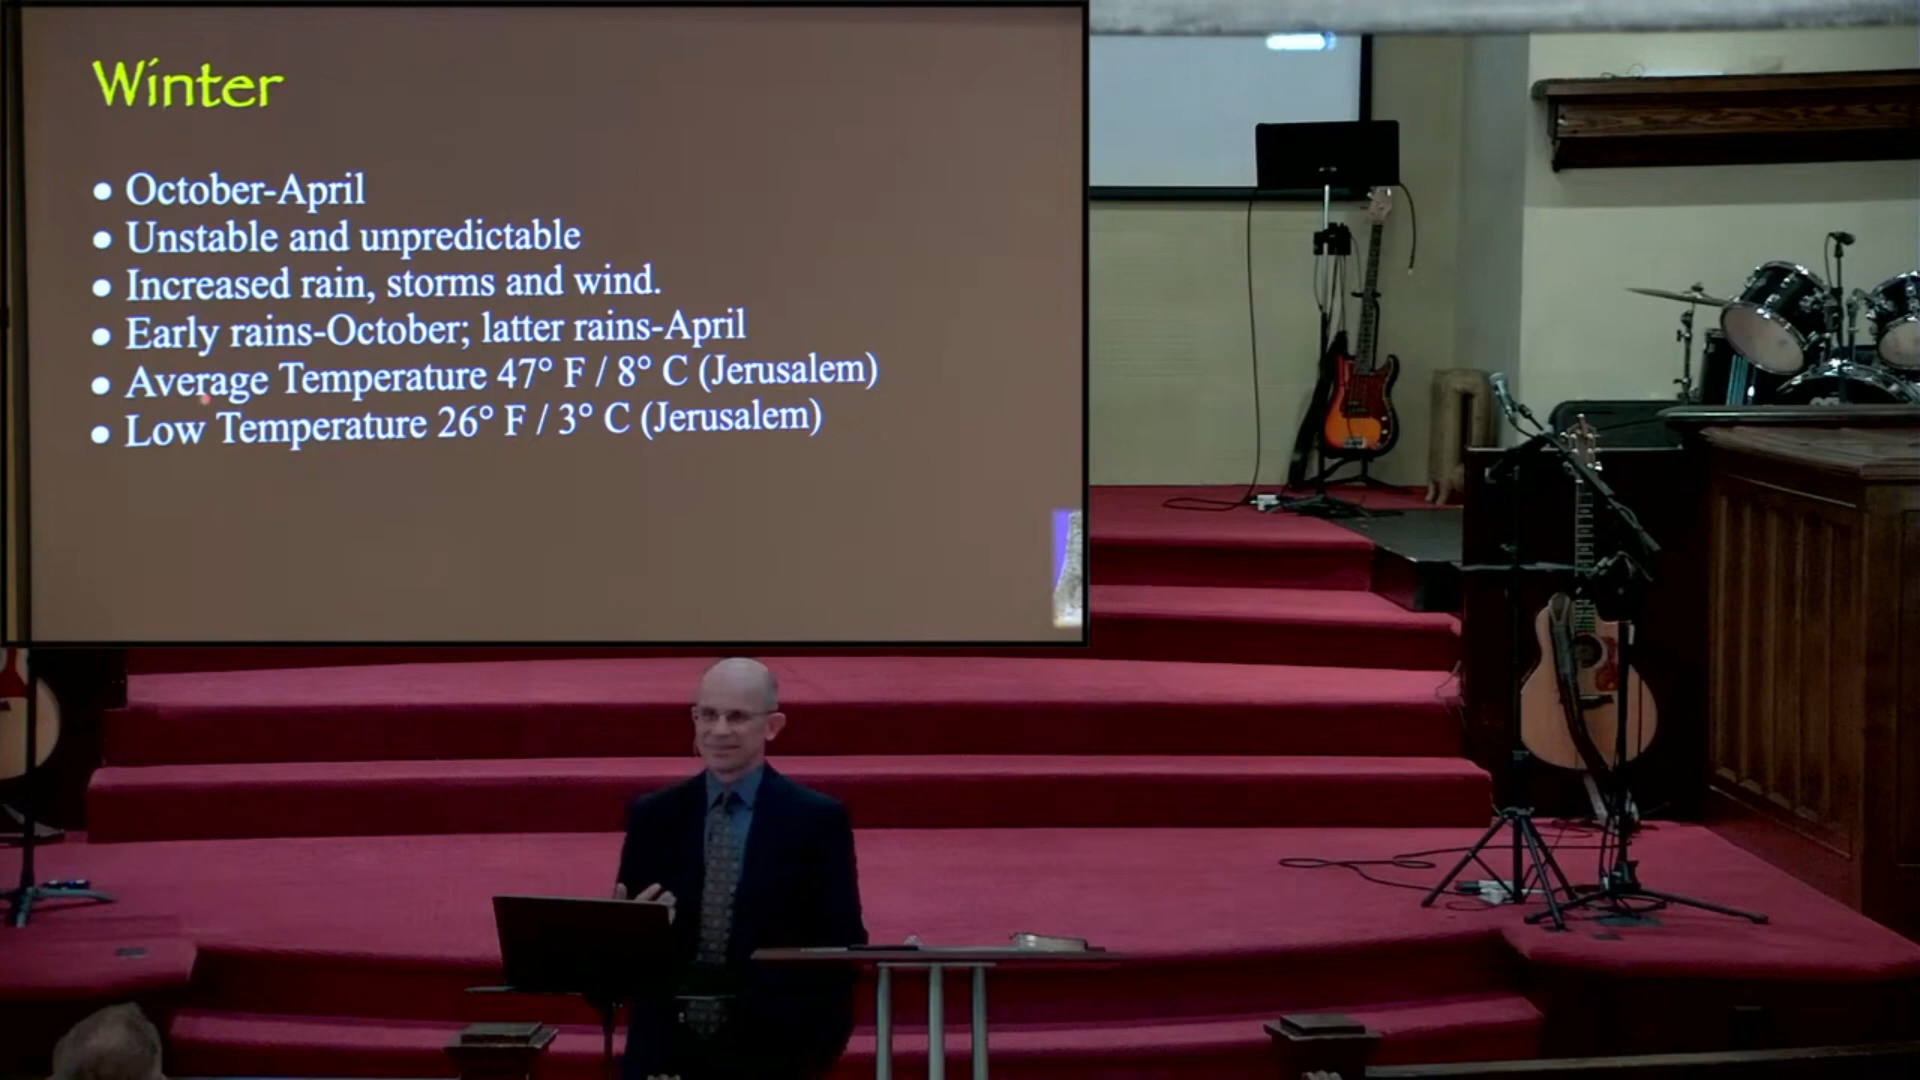 Winter
• October-April
• Unstable and unpredictable
• Increased rain, storms and wind.
• Early rains-October; latter rains-April
• Average Temperature 47° F / 8° C (Jerusalem)
• Low Temperature 26° F / 3° C (Jerusalem)